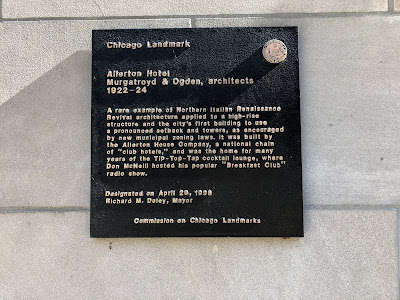 Chicago Landmark
Allerton Hotel
Murgatroyd & Ogden, architects
1922-24
A rare example of Northern Italian Renaissance
Revival architecture applied to a high-rise
structure and the city's first building to use
a pronounced setback and towers, as encouraged
by new municipal zoning laws. It was built by
the Allerton House Company, a national chain
of "club hotels," and was the home for many
years of the Tip-Top-Tap cocktail lounge, where
Don McNeill hosted his popular "Breakfast Club"
radio show.
Designated on April 29, 1998
Richard M. Daley, Mayor
Commission on Chicago Landmarks